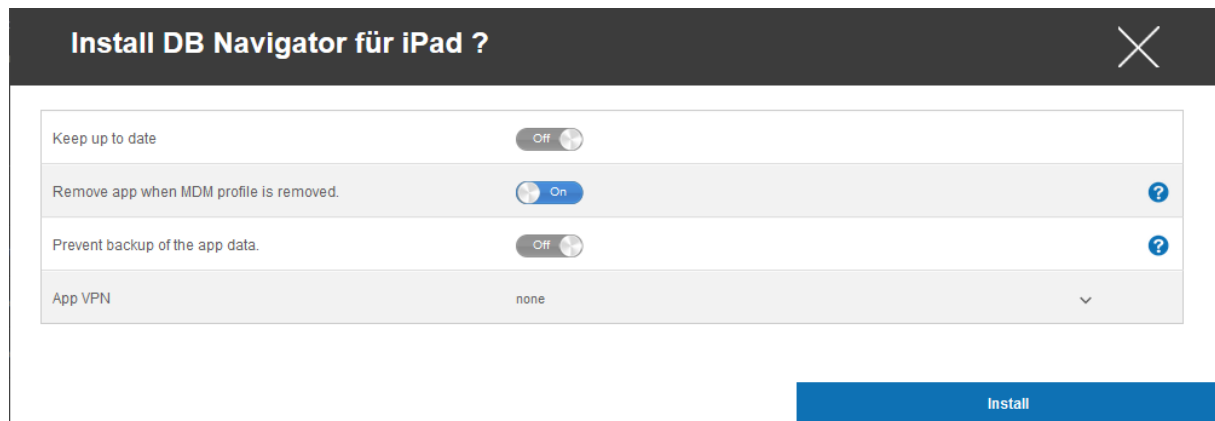 Install DB Navigator für iPad ?
Keep up to date Off
Remove app when MDM profile is removed. On ?
Prevent backup of the app data. Off ?
App VPN none
Install